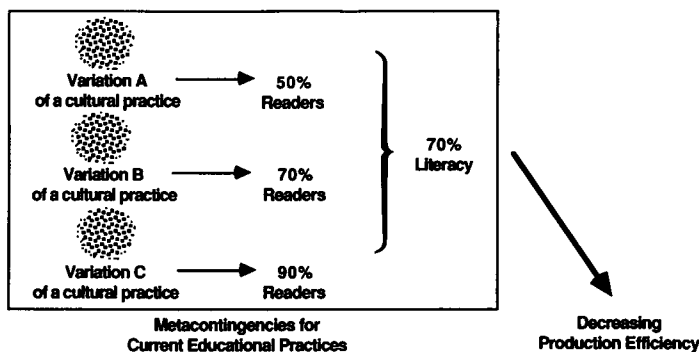 Variation A
of a cultural practice
50%
Readers
Variation B
of a cultural practice
70%
Readers
70%
Literacy
Variation C
of a cultural practice
90%
Readers
Metacontingencies for
Current Educational Practices
Decreasing
Production Efficiency